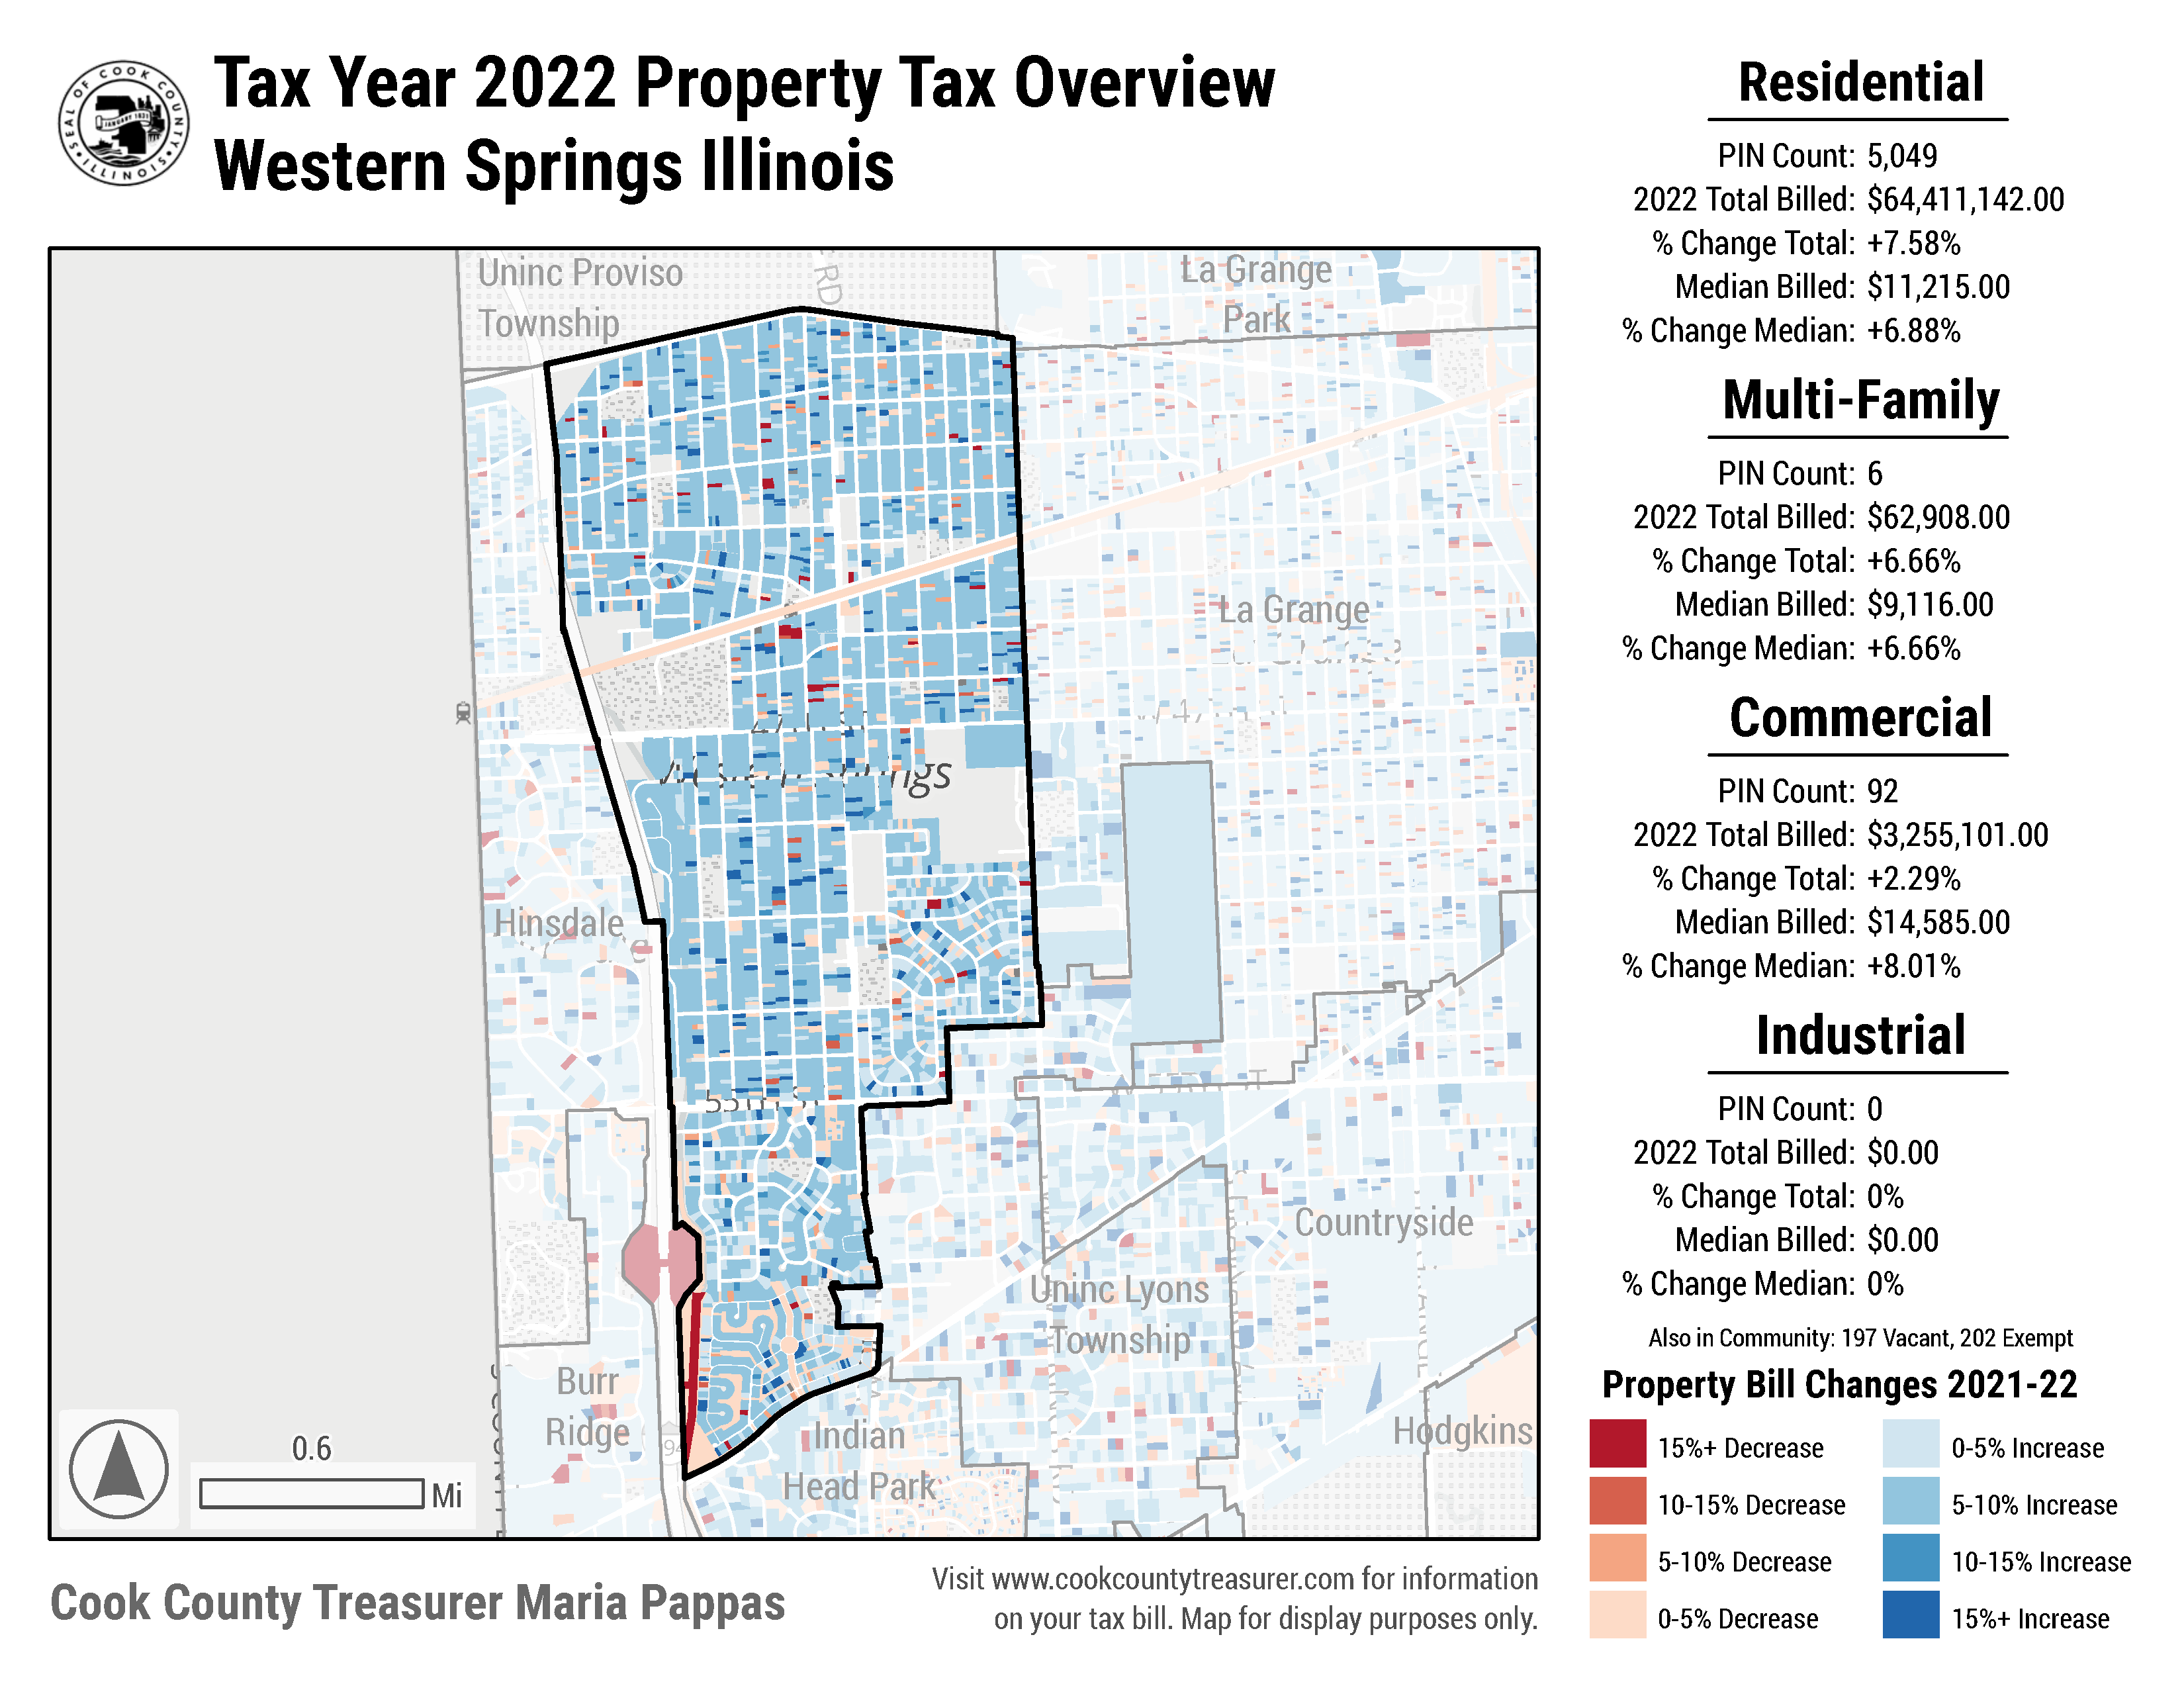 SEAL OF COOK COUNTY ILLINOIS
JANUARY 1831
Tax Year 2022 Property Tax Overview
Western Springs Illinois
Uninc Proviso
Township
RD
La Grange
Park
La Grange
Hinsdale
Countryside
Uninc Lyons
Township
Burr
Ridge
Indian
Head Park
Hodgkins
0.6
Mi
Cook County Treasurer Maria Pappas
Visit www.cookcountytreasurer.com for information
on your tax bill. Map for display purposes only.
Residential
PIN Count: 5,049
2022 Total Billed: $64,411,142.00
% Change Total: +7.58%
Median Billed: $11,215.00
% Change Median: +6.88%
Multi-Family
PIN Count: 6
2022 Total Billed: $62,908.00
% Change Total: +6.66%
Median Billed: $9,116.00
% Change Median: +6.66%
Commercial
PIN Count: 92
2022 Total Billed: $3,255,101.00
% Change Total: +2.29%
Median Billed: $14,585.00
% Change Median: +8.01%
Industrial
PIN Count: 0
2022 Total Billed: $0.00
% Change Total: 0%
Median Billed: $0.00
% Change Median: 0%
Also in Community: 197 Vacant, 202 Exempt
Property Bill Changes 2021-22
15%+ Decrease
0-5% Increase
10-15% Decrease
5-10% Increase
5-10% Decrease
10-15% Increase
0-5% Decrease
15%+ Increase